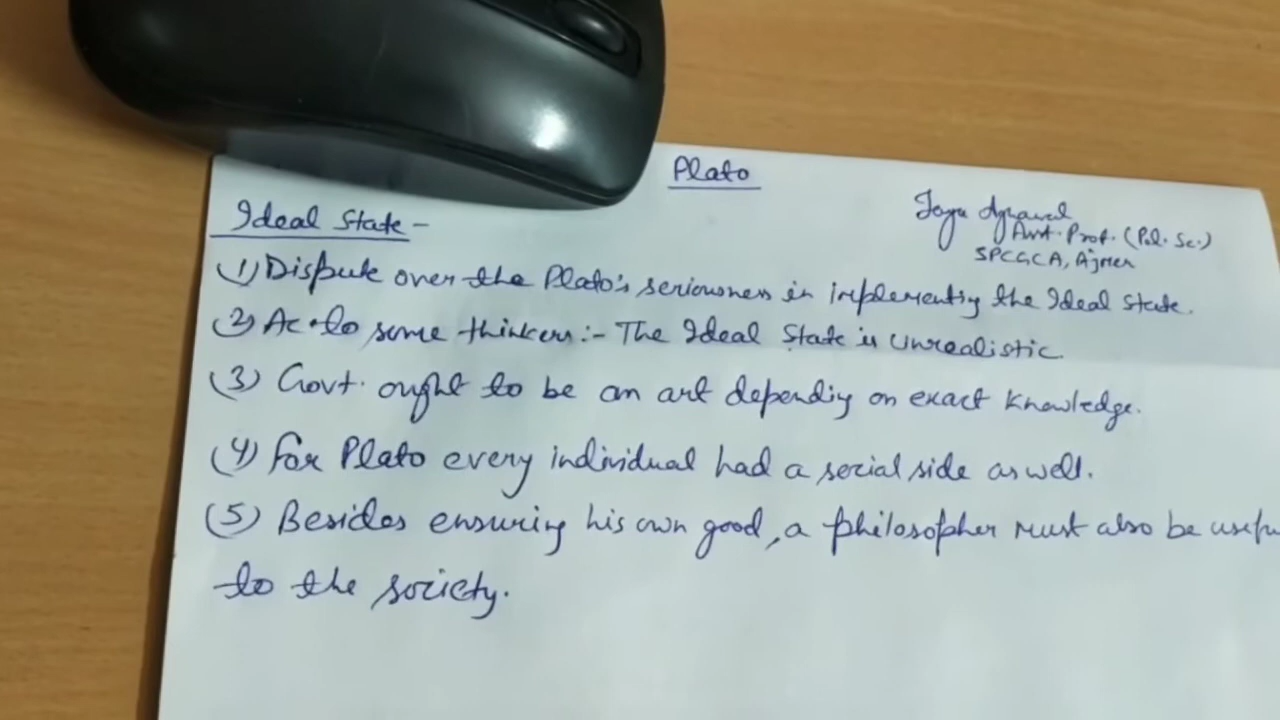 Plato
Jaya Agrawal
Asst. Prof. (Pol. Sc.)
SPCGCA, Ajmer
Ideal State -
(1) Dispute over the Plato's seriousness in implementing the Ideal State.
(2) Ac. to some thinkers:- The Ideal State is unrealistic.
(3) Govt. ought to be an art depending on exact knowledge.
(4) For Plato every individual had a social side as well.
(5) Besides ensuring his own good, a philosopher must also be usefu
to the society.